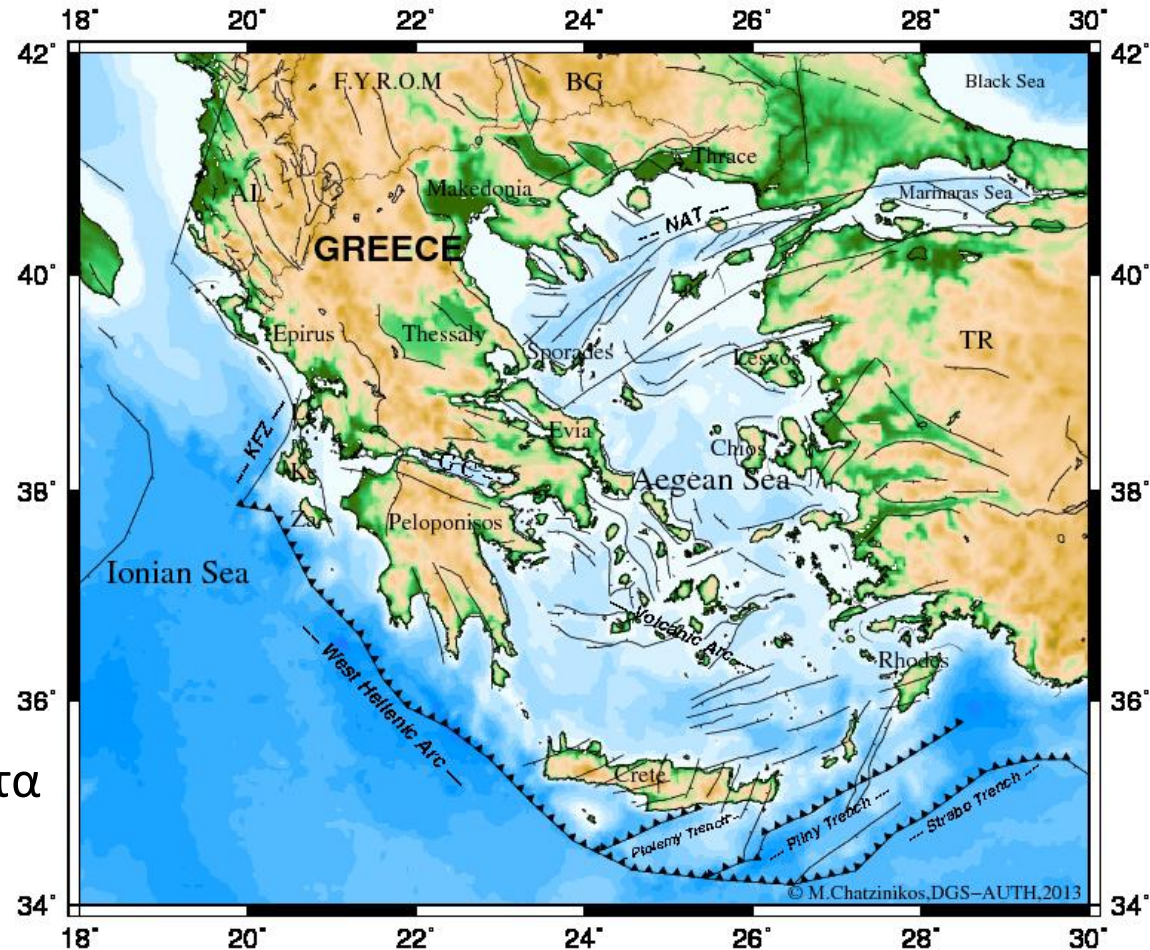 18° 20° 22° 24° 26° 28° 30°
42° 42°
F.Y.R.O.M BG Black Sea
Thrace
AL Makedonia Marmaras Sea
--- NAT ---
GREECE
40° 40°
Epirus Thessaly TR
Sporades Lesvos
--- KFZ ---
Evia
Chios
K
GC
Aegean Sea
38° 38°
Za
Peloponisos
Ionian Sea
Volcanic Arc
West Hellenic Arc
Rhodes
36° 36°
Crete
τα
Ptolemy Trench
Pliny Trench
Strabo Trench
© M.Chatzinikos,DGS-AUTH,2013
34° 34°
18° 20° 22° 24° 26° 28° 30°